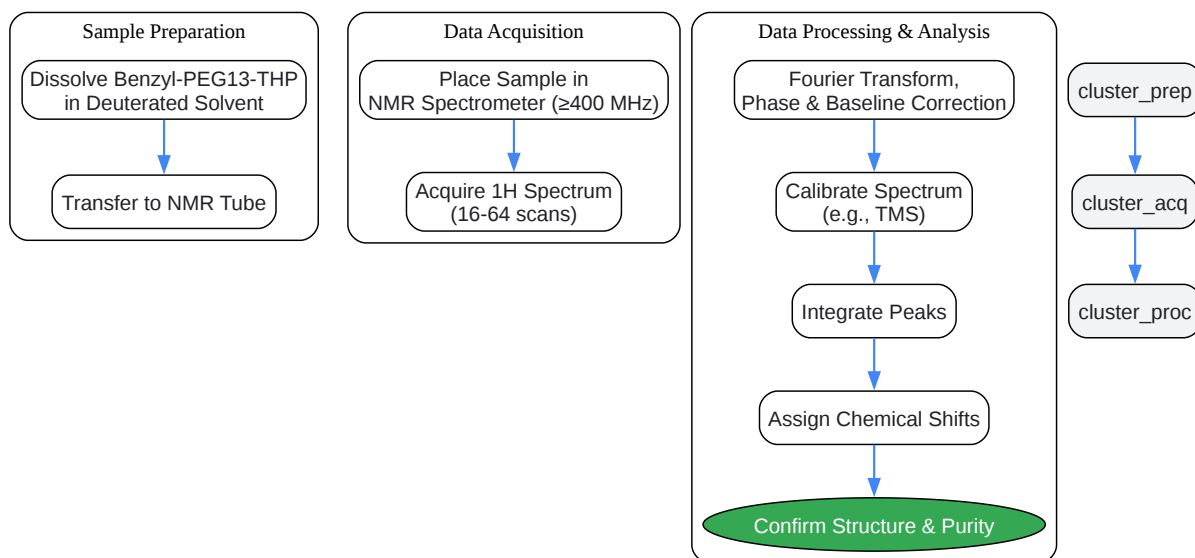 Sample Preparation
Dissolve Benzyl-PEG13-THP
in Deuterated Solvent
Transfer to NMR Tube
Data Acquisition
Place Sample in
NMR Spectrometer (≥400 MHz)
Acquire 1H Spectrum
(16-64 scans)
Data Processing & Analysis
Fourier Transform,
Phase & Baseline Correction
Calibrate Spectrum
(e.g., TMS)
Integrate Peaks
Assign Chemical Shifts
Confirm Structure & Purity
cluster_prep
cluster_acq
cluster_proc